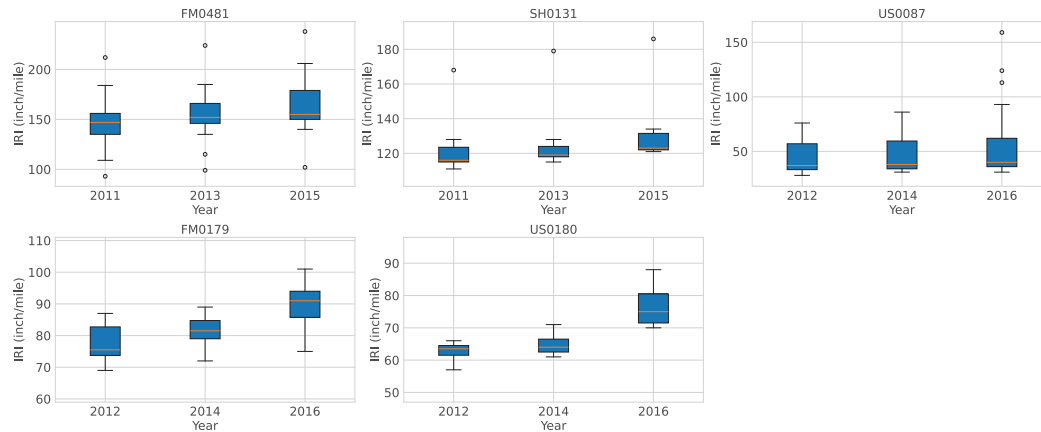 FM0481
IRI (inch/mile)
200
150
100
2011 2013 2015
Year
SH0131
IRI (inch/mile)
180
160
140
120
2011 2013 2015
Year
US0087
IRI (inch/mile)
150
100
50
2012 2014 2016
Year
FM0179
IRI (inch/mile)
110
100
90
80
70
60
2012 2014 2016
Year
US0180
IRI (inch/mile)
90
80
70
60
50
2012 2014 2016
Year